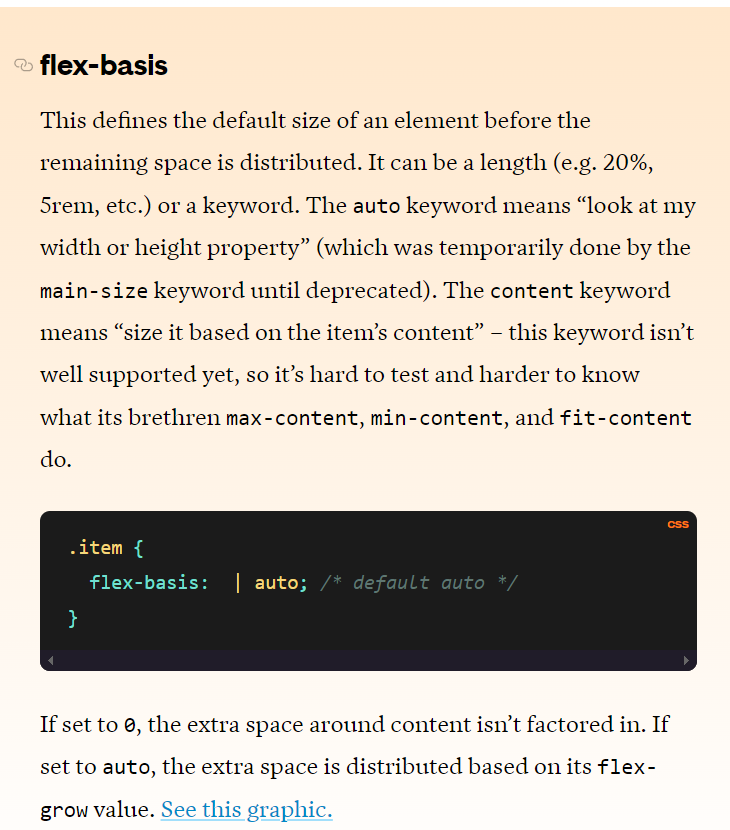 flex-basis
This defines the default size of an element before the
remaining space is distributed. It can be a length (e.g. 20%,
5rem, etc.) or a keyword. The auto keyword means “look at my
width or height property” (which was temporarily done by the
main-size keyword until deprecated). The content keyword
means “size it based on the item’s content” – this keyword isn’t
well supported yet, so it’s hard to test and harder to know
what its brethren max-content, min-content, and fit-content
do.
CSS
.item {
  flex-basis:  | auto; /* default auto */
}
If set to 0, the extra space around content isn’t factored in. If
set to auto, the extra space is distributed based on its flex-
grow value. See this graphic.